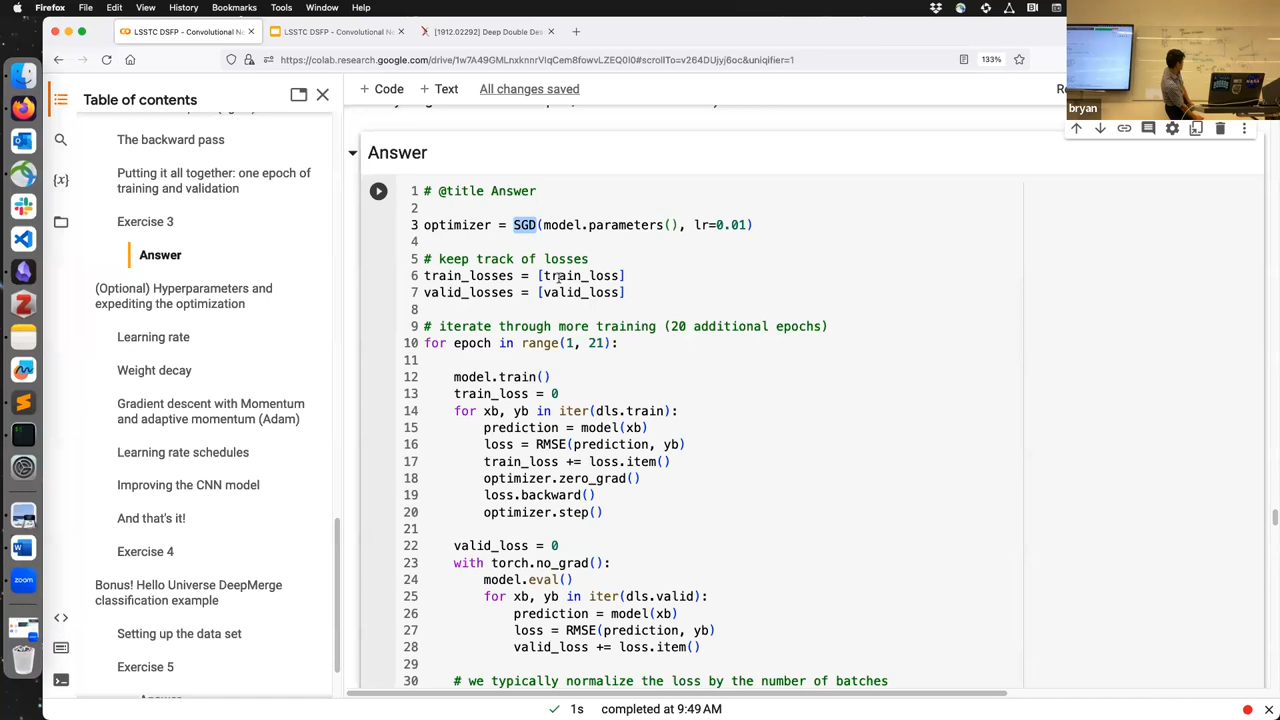 Firefox File Edit View History Bookmarks Tools Window Help
LSSTC DSFP - Convolutional N
LSSTC DSFP - Convolutional N
[1912.02292] Deep Double Des
https://colab.research.google.com/drive/
133%
Table of contents
+ Code + Text All changes saved
Re
bryan
The backward pass
Putting it all together: one epoch of
training and validation
Exercise 3
Answer
(Optional) Hyperparameters and
expediting the optimization
Learning rate
Weight decay
Gradient descent with Momentum
and adaptive momentum (Adam)
Learning rate schedules
Improving the CNN model
And that's it!
Exercise 4
Bonus! Hello Universe DeepMerge
classification example
Setting up the data set
Exercise 5
Answer
zoom
Answer
1 # @title Answer
2
3 optimizer = SGD(model.parameters(), lr=0.01)
4
5 # keep track of losses
6 train_losses = [train_loss]
7 valid_losses = [valid_loss]
8
9 # iterate through more training (20 additional epochs)
10 for epoch in range(1, 21):
11
12 model.train()
13 train_loss = 0
14 for xb, yb in iter(dls.train):
15 prediction = model(xb)
16 loss = RMSE(prediction, yb)
17 train_loss += loss.item()
18 optimizer.zero_grad()
19 loss.backward()
20 optimizer.step()
21
22 valid_loss = 0
23 with torch.no_grad():
24 model.eval()
25 for xb, yb in iter(dls.valid):
26 prediction = model(xb)
27 loss = RMSE(prediction, yb)
28 valid_loss += loss.item()
29
30 # we typically normalize the loss by the number of batches
1s completed at 9:49 AM